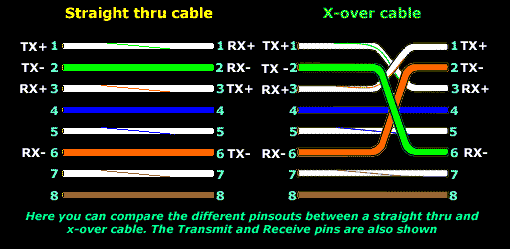 Straight thru cable X-over cable
TX+ 1 1 RX+ TX+ 1 1 TX+
TX- 2 2 RX- TX- 2 2 TX-
RX+ 3 3 TX+ RX+ 3 3 RX+
4 4 4 4
5 5 5 5
RX- 6 6 TX- RX- 6 6 RX-
7 7 7 7
8 8 8 8
Here you can compare the different pinsouts between a straight thru and
x-over cable. The Transmit and Receive pins are also shown